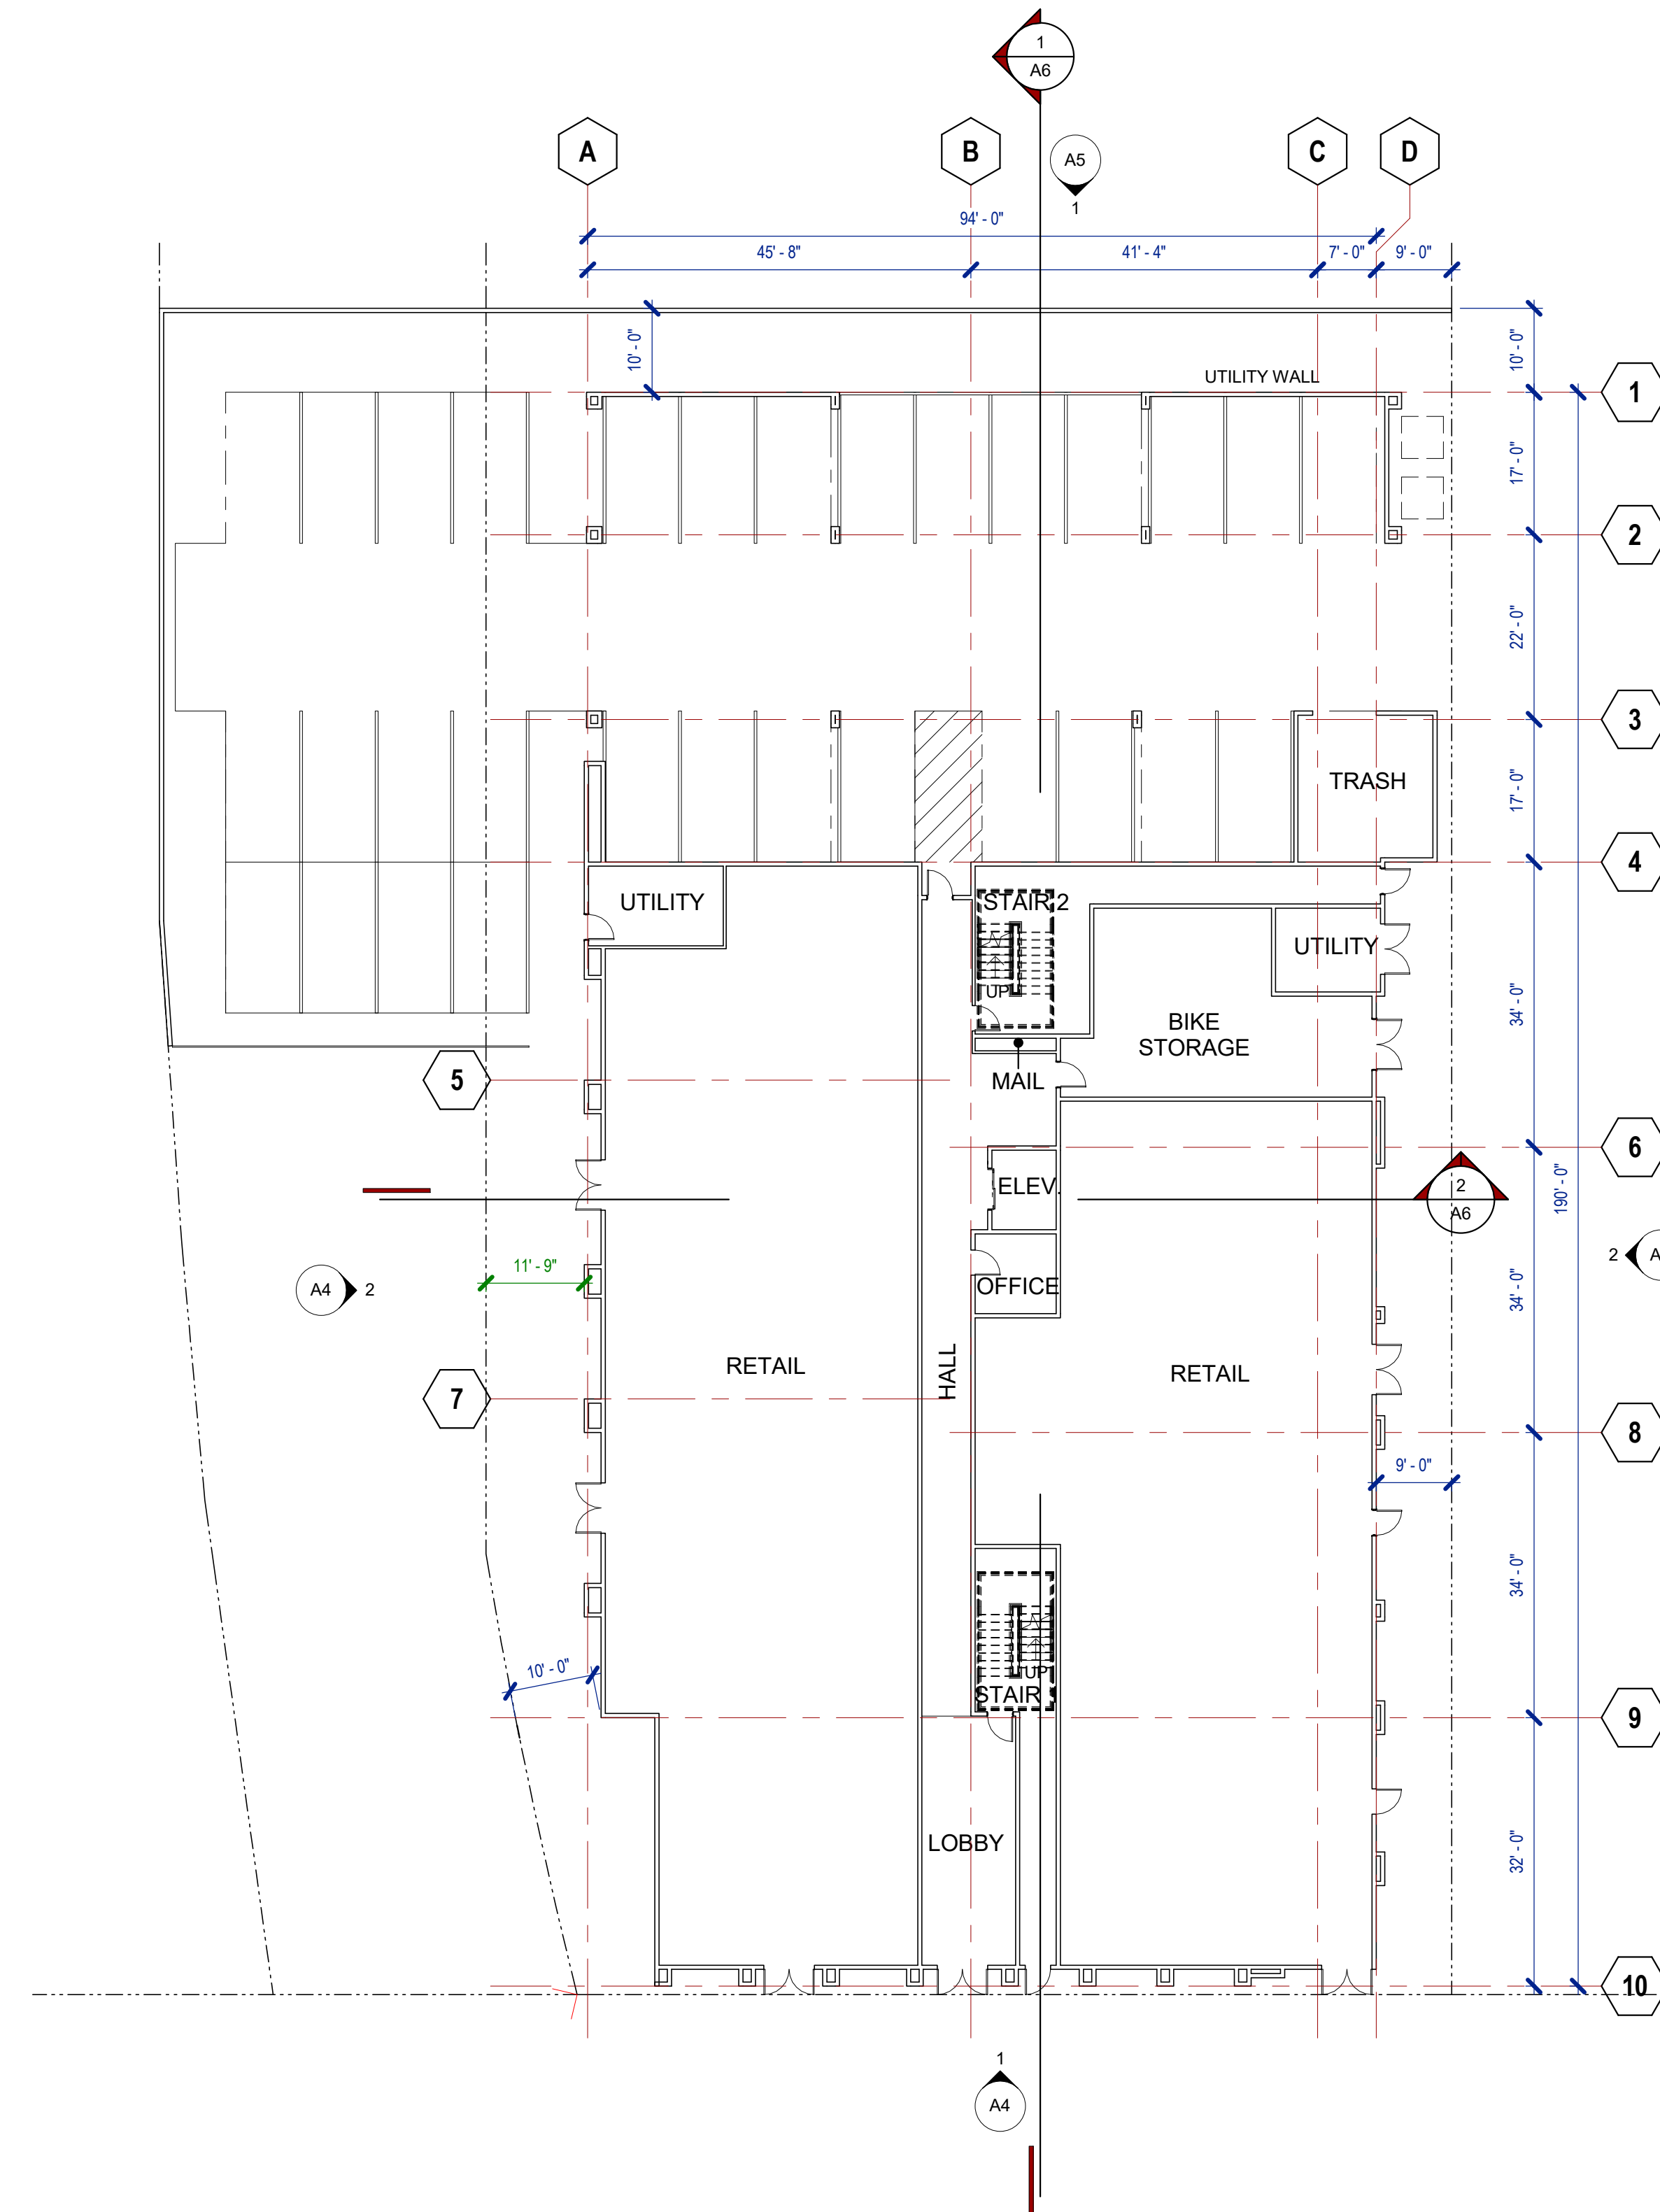 1
A6
A
B
A5
1
C
D
94' - 0"
45' - 8"
41' - 4"
7' - 0"
9' - 0"
10' - 0"
10' - 0"
UTILITY WALL
1
17' - 0"
2
22' - 0"
3
17' - 0"
TRASH
4
UTILITY
STAIR 2
UTILITY
UP
34' - 0"
BIKE
STORAGE
MAIL
5
6
ELEV.
2
A6
190' - 0"
2
11' - 9"
A4
2
OFFICE
34' - 0"
RETAIL
HALL
RETAIL
7
8
9' - 0"
34' - 0"
10' - 0"
UP
STAIR
9
LOBBY
32' - 0"
10
1
A4